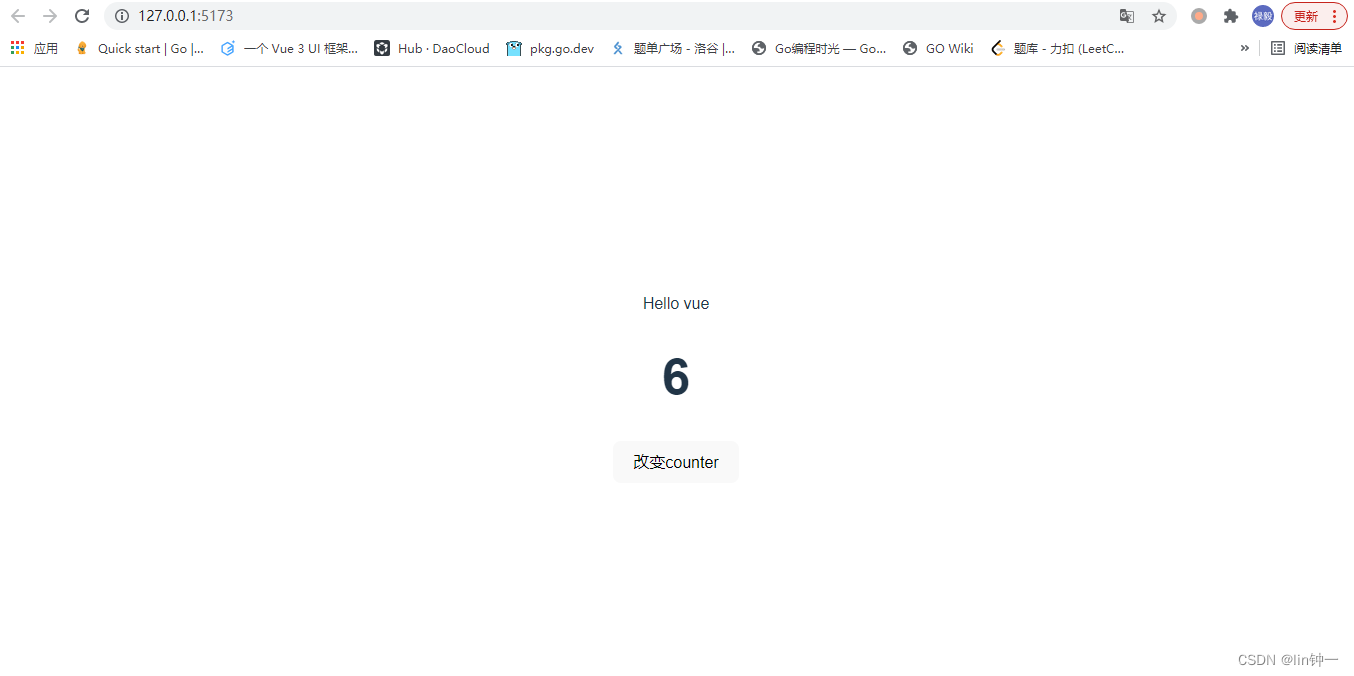 127.0.0.1:5173 禄毅 更新
应用 Quick start | Go |... 一个 Vue 3 UI 框架... Hub · DaoCloud pkg.go.dev 题单广场 - 洛谷 |... Go编程时光 — Go... GO Wiki 题库 - 力扣 (LeetC... » 阅读清单
Hello vue
6
改变counter
CSDN @lin钟一